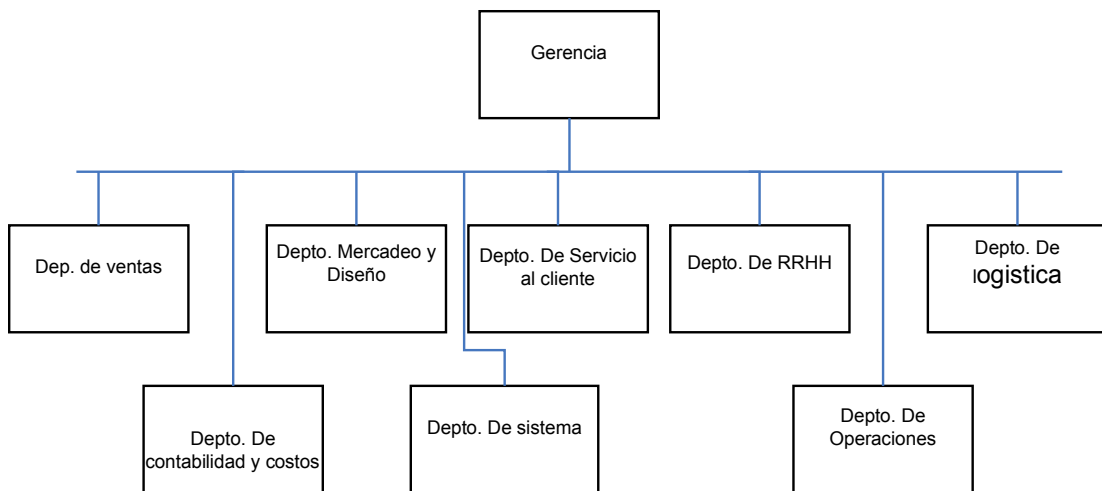 Gerencia
Dep. de ventas
Depto. Mercadeo y
Diseño
Depto. De Servicio
al cliente
Depto. De RRHH
Depto. De
logistica
Depto. De
contabilidad y costos
Depto. De sistema
Depto. De
Operaciones